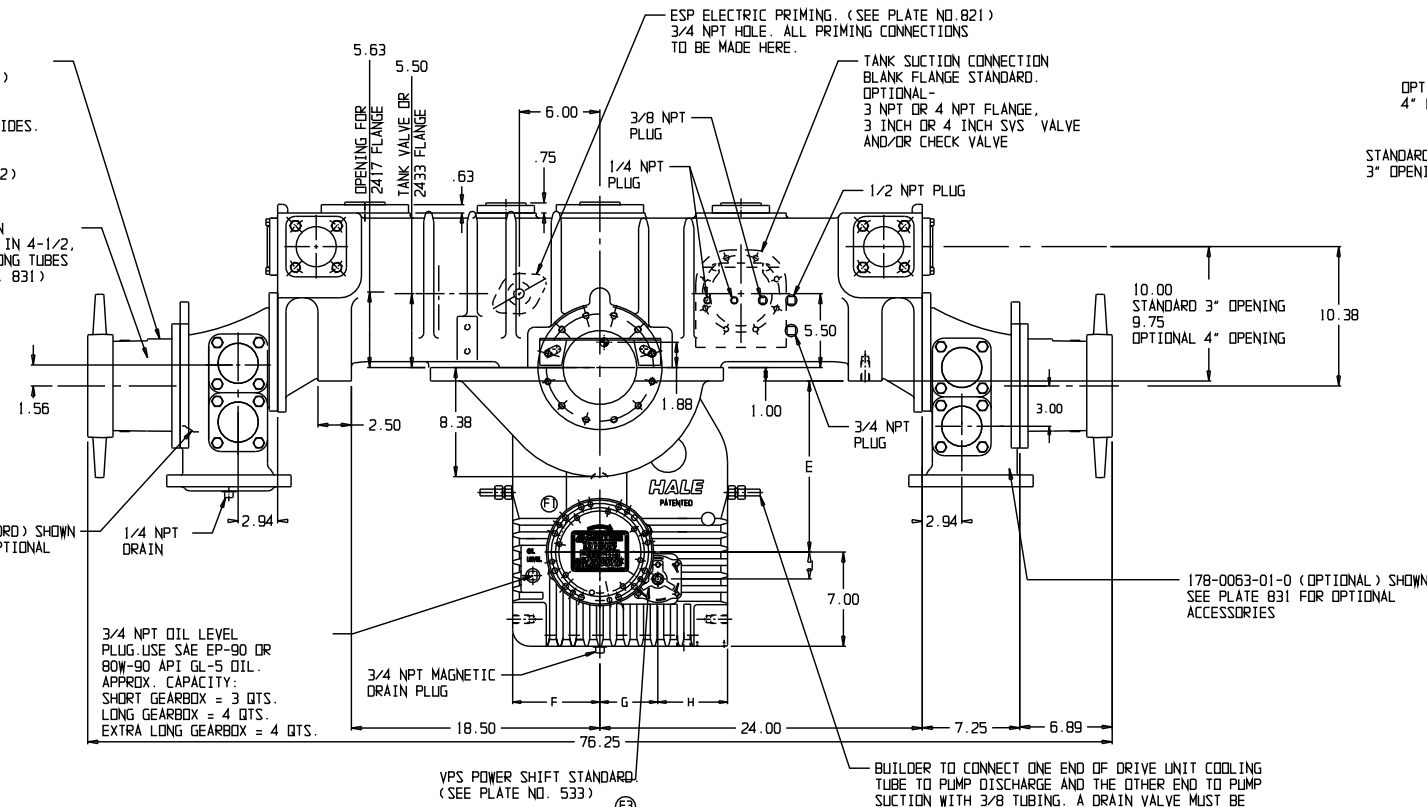 ESP ELECTRIC PRIMING. (SEE PLATE NO.821)
3/4 NPT HOLE. ALL PRIMING CONNECTIONS
TO BE MADE HERE.
TANK SUCTION CONNECTION
BLANK FLANGE STANDARD.
OPTIONAL-
3 NPT OR 4 NPT FLANGE,
3 INCH OR 4 INCH SVS VALVE
AND/OR CHECK VALVE
OPT
4"
STANDARD
3" OPENI
)
IDES.
2)
N
IN 4-1/2,
ONG TUBES
. 831)
5.63
5.50
OPENING FOR
2417 FLANGE
TANK VALVE OR
2433 FLANGE
6.00
.63
.75
3/8 NPT
PLUG
1/4 NPT
PLUG
1/2 NPT PLUG
10.00
STANDARD 3" OPENING
9.75
OPTIONAL 4" OPENING
10.38
5.50
1.56
2.50
8.38
1.88
1.00
3.00
3/4 NPT
PLUG
E
HALE
PATENTED
F1
OIL
LEVEL
2.94
2.94
1/4 NPT
DRAIN
ORD) SHOWN
PTIONAL
7.00
178-0063-01-0 (OPTIONAL) SHOWN
SEE PLATE 831 FOR OPTIONAL
ACCESSORIES
3/4 NPT OIL LEVEL
PLUG.USE SAE EP-90 OR
80W-90 API GL-5 OIL.
APPROX. CAPACITY:
SHORT GEARBOX = 3 QTS.
LONG GEARBOX = 4 QTS.
EXTRA LONG GEARBOX = 4 QTS.
3/4 NPT MAGNETIC
DRAIN PLUG
F
G
H
18.50
24.00
7.25
6.89
76.25
VPS POWER SHIFT STANDARD.
(SEE PLATE NO. 533)
F3
BUILDER TO CONNECT ONE END OF DRIVE UNIT COOLING
TUBE TO PUMP DISCHARGE AND THE OTHER END TO PUMP
SUCTION WITH 3/8 TUBING. A DRAIN VALVE MUST BE